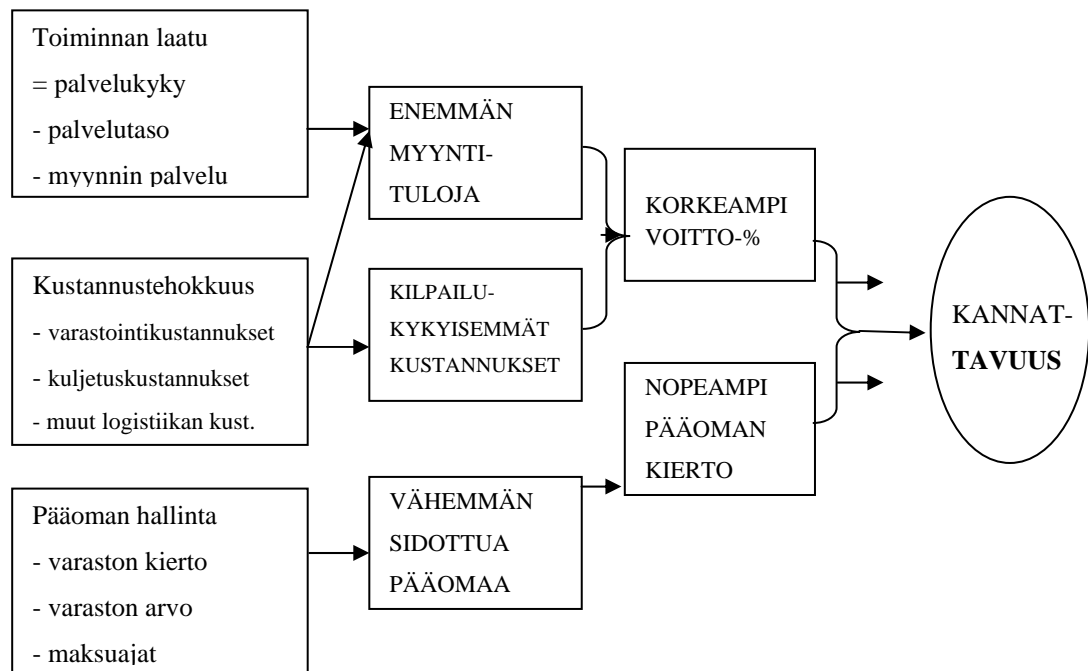 Toiminnan laatu
= palvelukyky
- palvelutaso
- myynnin palvelu
Kustannustehokkuus
- varastointikustannukset
- kuljetuskustannukset
- muut logistiikan kust.
Pääoman hallinta
- varaston kierto
- varaston arvo
- maksuajat
ENEMMÄN
MYYNTI-
TULOJA
KILPAILU-
KYKYISEMMÄT
KUSTANNUKSET
VÄHEMMÄN
SIDOTTUA
PÄÄOMAA
KORKEAMPI
VOITTO-%
NOPEAMPI
PÄÄOMAN
KIERTO
KANNAT-
TAVUUS